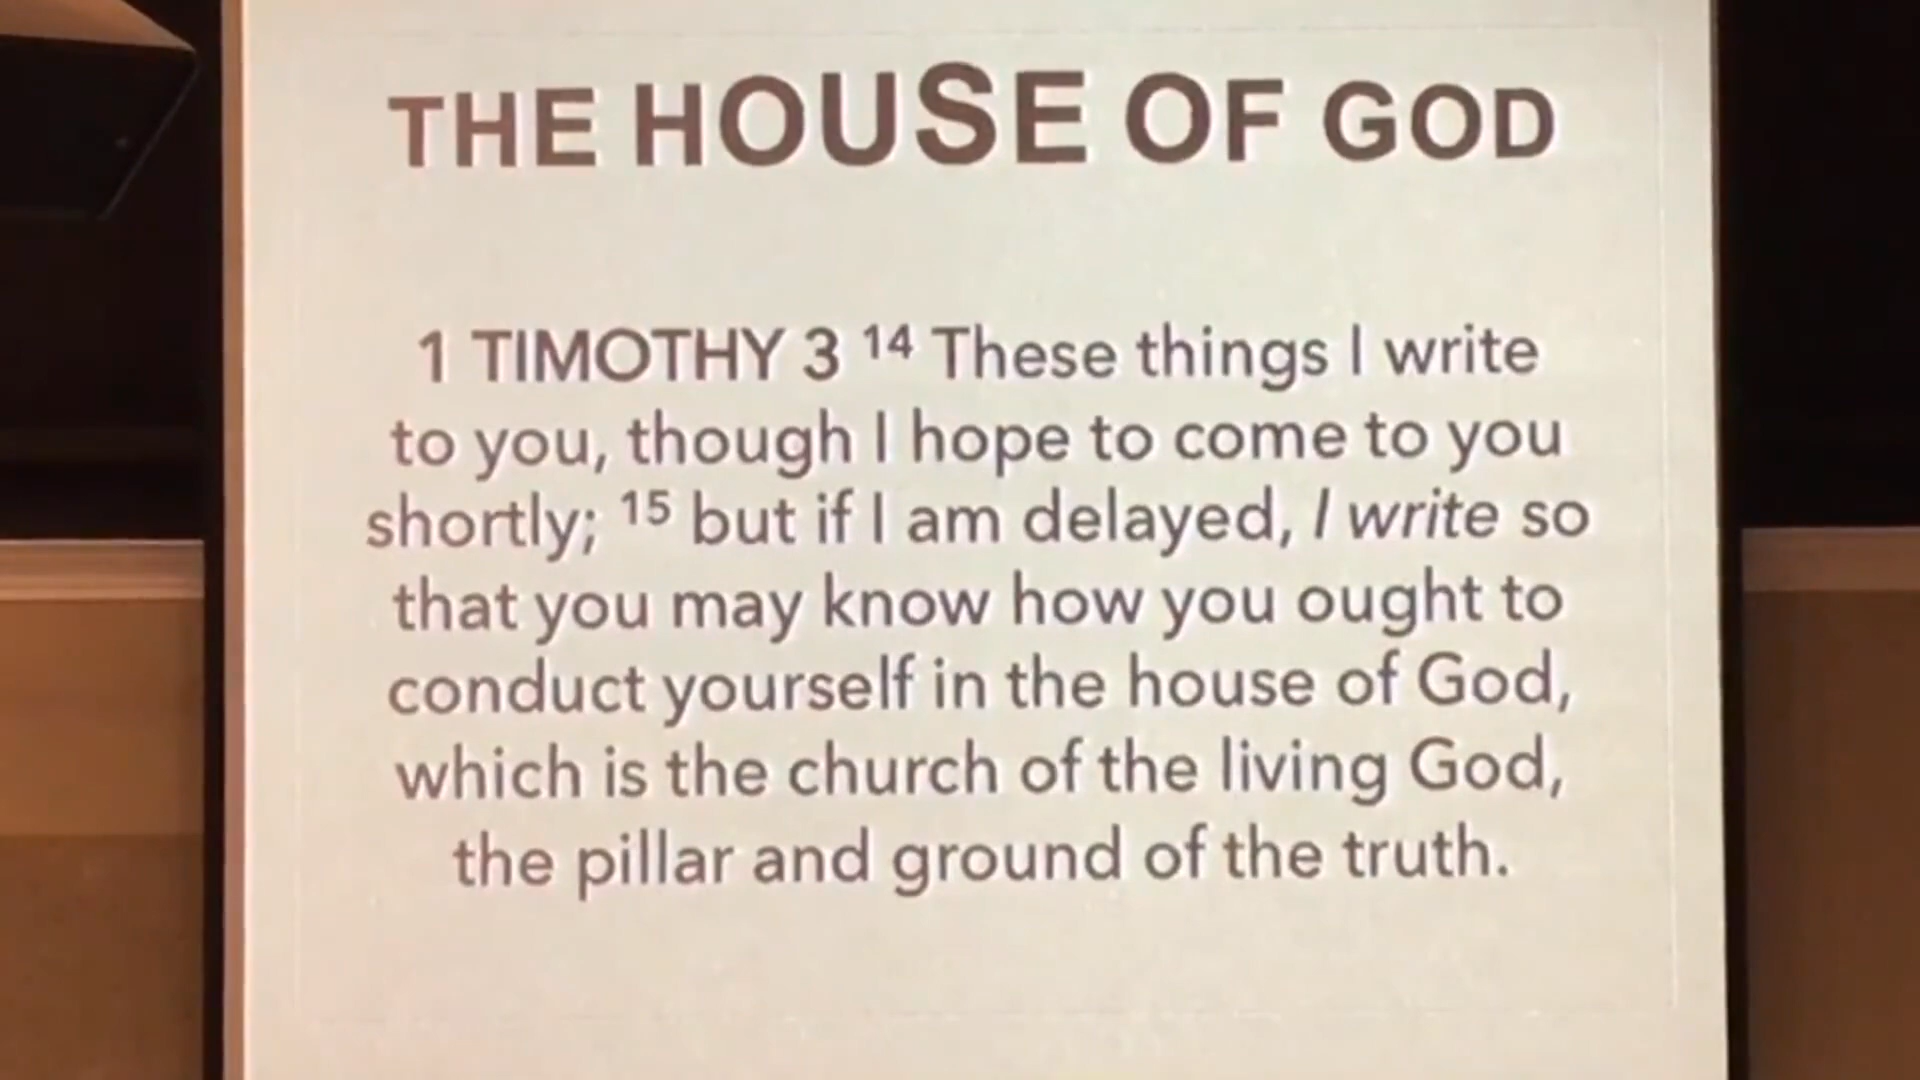 THE HOUSE OF GOD
1 TIMOTHY 3 14 These things I write
to you, though I hope to come to you
shortly; 15 but if I am delayed, I write so
that you may know how you ought to
conduct yourself in the house of God,
which is the church of the living God,
the pillar and ground of the truth.